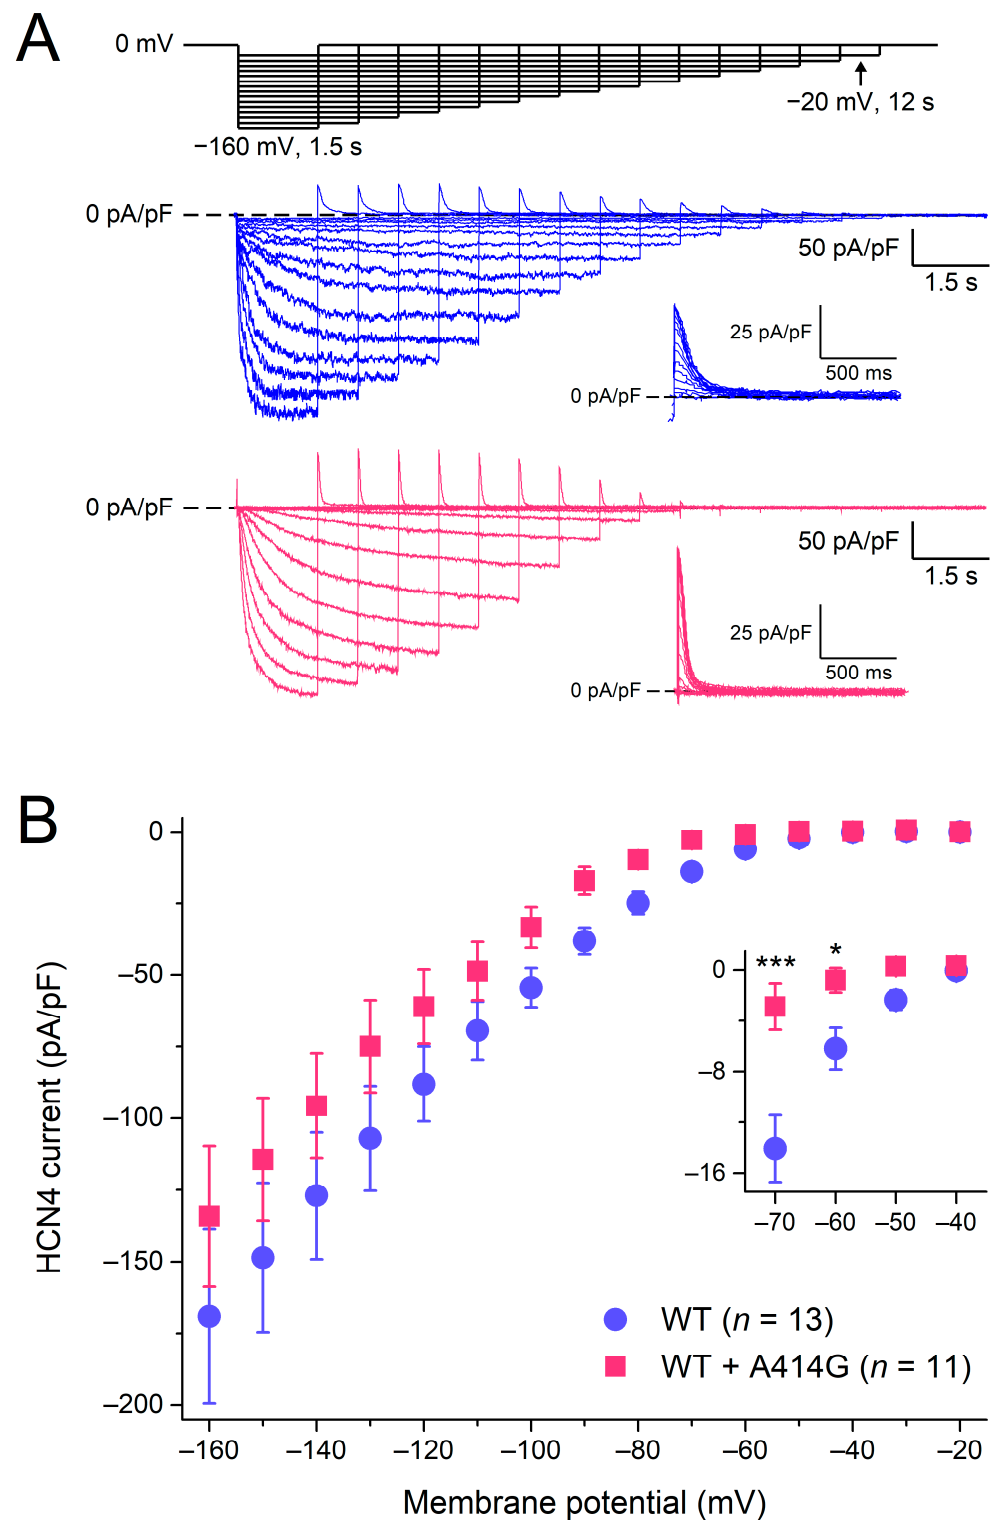 A
0 mV
−20 mV, 12 s
−160 mV, 1.5 s
0 pA/pF
50 pA/pF
1.5 s
25 pA/pF
500 ms
0 pA/pF
0 pA/pF
50 pA/pF
1.5 s
25 pA/pF
500 ms
0 pA/pF
B
HCN4 current (pA/pF)
0
−50
−100
−150
−200
−160 −140 −120 −100 −80 −60 −40 −20
Membrane potential (mV)
*** *
0
−8
−16
−70 −60 −50 −40
WT (n = 13)
WT + A414G (n = 11)